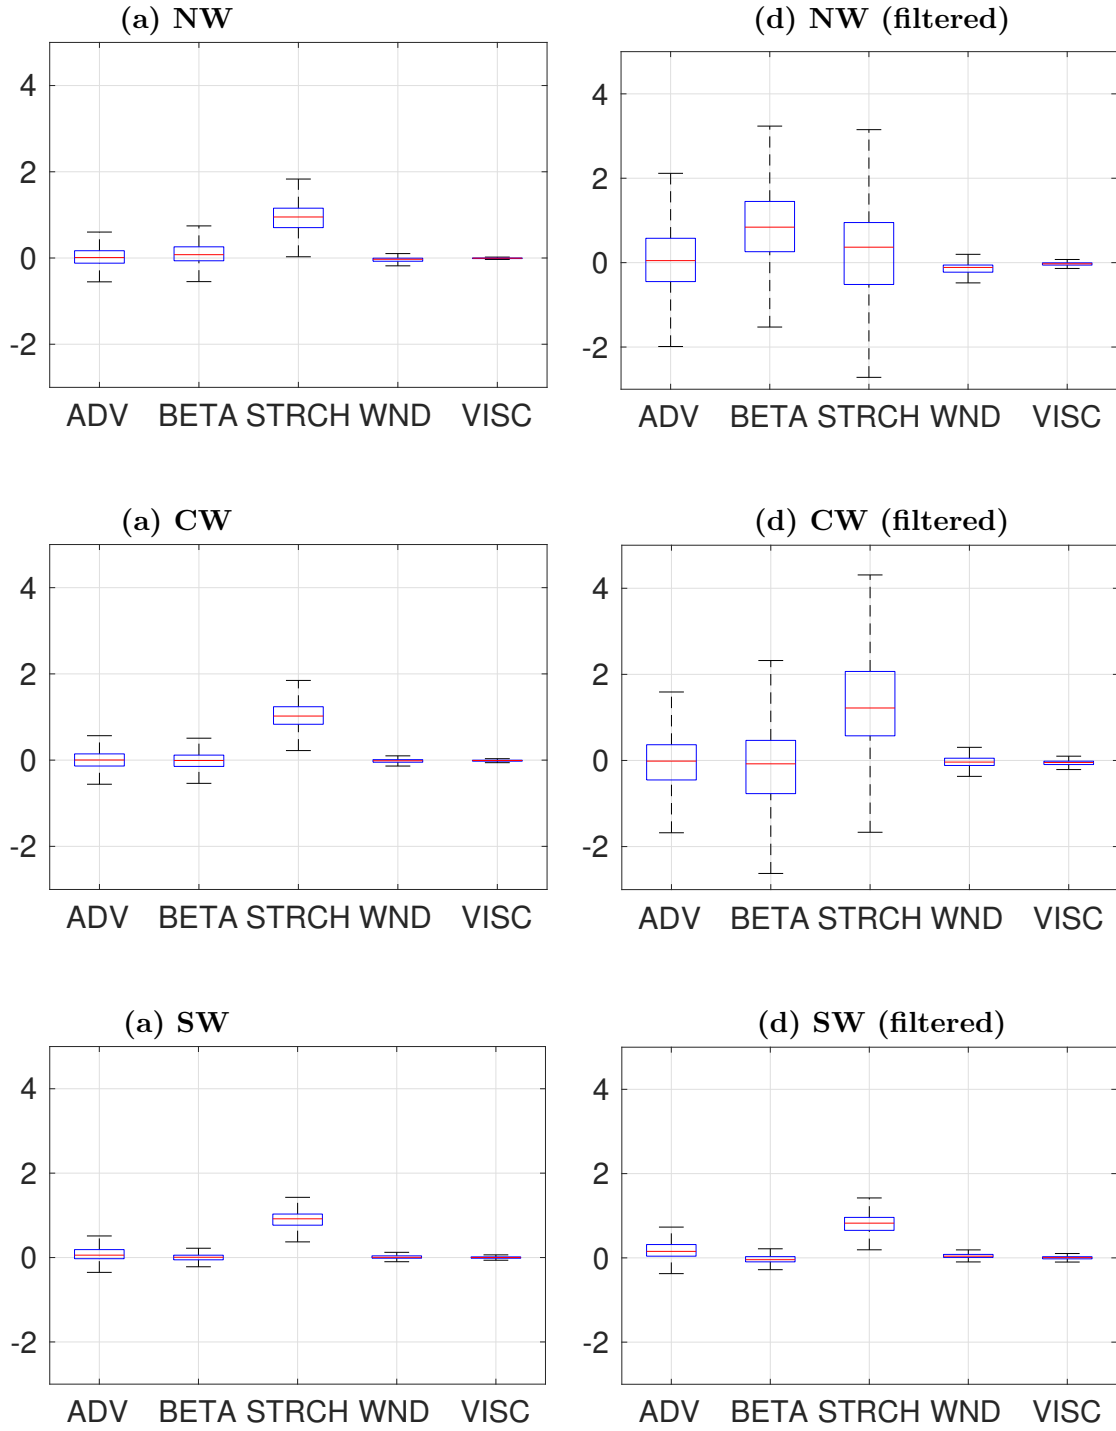 (a) NW
4
2
0
-2
ADV BETA STRCH WND VISC
(d) NW (filtered)
4
2
0
-2
ADV BETA STRCH WND VISC
(a) CW
4
2
0
-2
ADV BETA STRCH WND VISC
(d) CW (filtered)
4
2
0
-2
ADV BETA STRCH WND VISC
(a) SW
4
2
0
-2
ADV BETA STRCH WND VISC
(d) SW (filtered)
4
2
0
-2
ADV BETA STRCH WND VISC